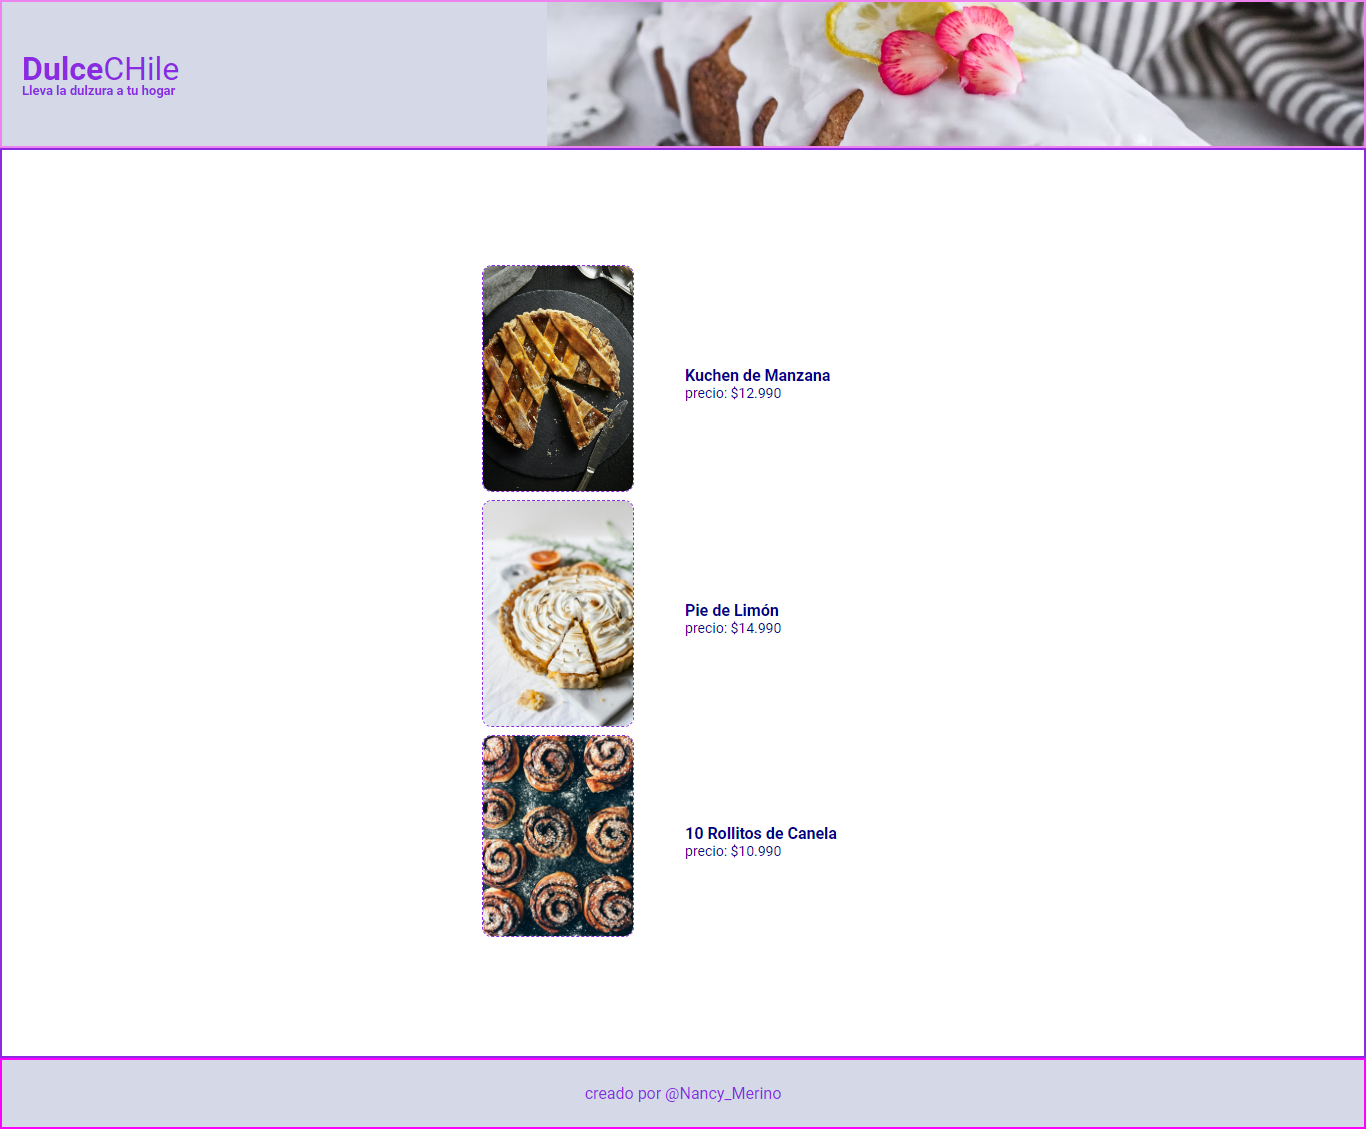 DulceCHile
Lleva la dulzura a tu hogar
Kuchen de Manzana
precio: $12.990
Pie de Limón
precio: $14.990
10 Rollitos de Canela
precio: $10.990
creado por @Nancy_Merino